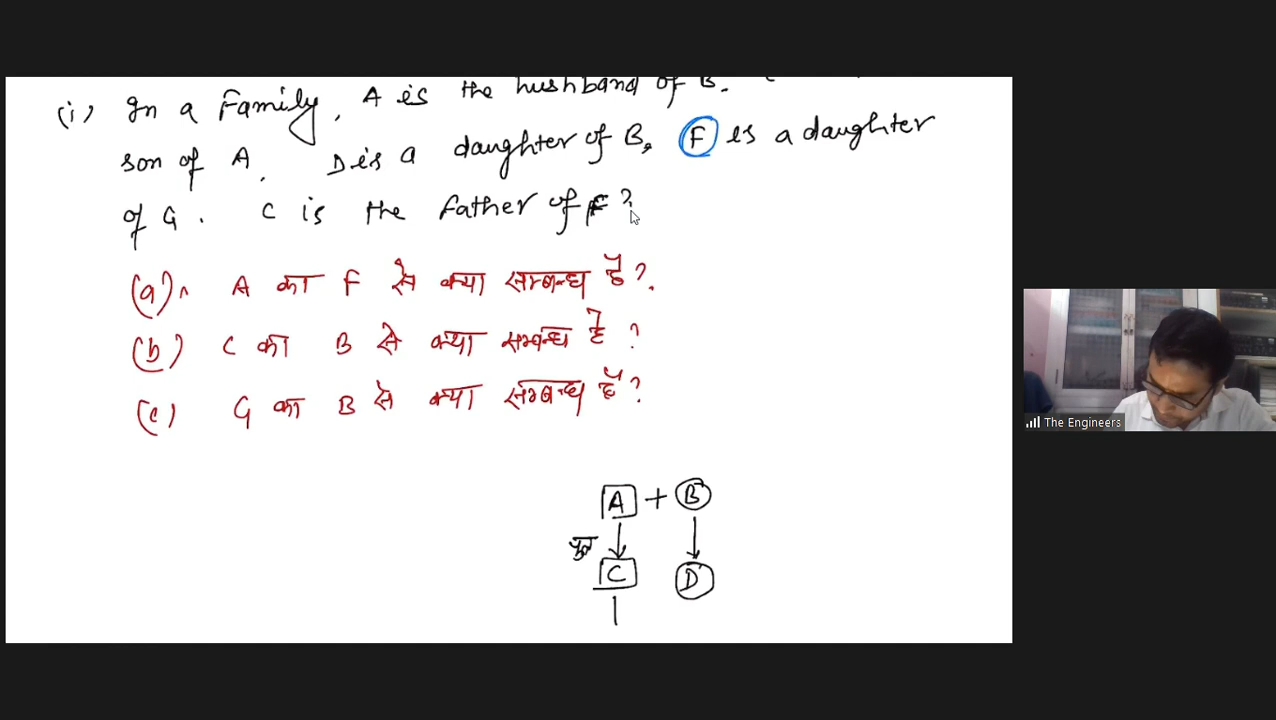 (i) In a Family, A is the hushband of B.
son of A. D is a daughter of B, F is a daughter
of G. C is the Father of F?
(a) A का F से क्या सम्बन्ध है?
(b) C का B से क्या सम्बन्ध है?
(c) G का B से क्या सम्बन्ध है?
A + B
पुत्र
C D
The Engineers